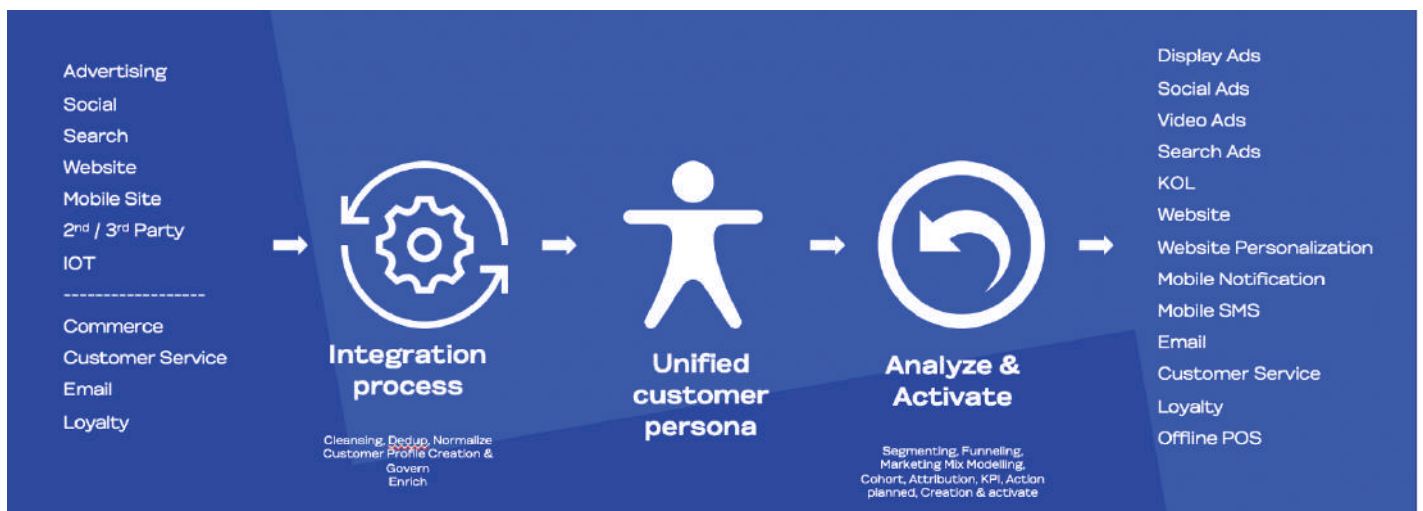 Advertising
Social
Search
Website
Mobile Site
2nd / 3rd Party
IOT
------------------
Commerce
Customer Service
Email
Loyalty
Integration
process
Cleansing, Dedup, Normalize
Customer Profile Creation &
Govern
Enrich
Unified
customer
persona
Analyze &
Activate
Segmenting, Funneling,
Marketing Mix Modelling,
Cohort, Attribution, KPI, Action
planned, Creation & activate
Display Ads
Social Ads
Video Ads
Search Ads
KOL
Website
Website Personalization
Mobile Notification
Mobile SMS
Email
Customer Service
Loyalty
Offline POS